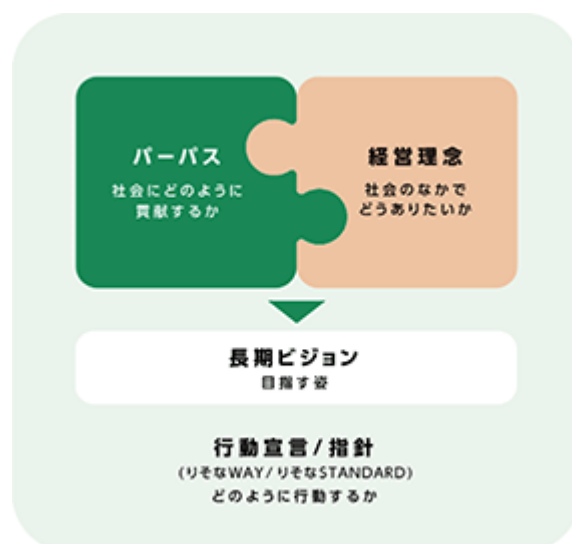 パーパス
社会にどのように
貢献するか
経営理念
社会のなかで
どうありたいか
長期ビジョン
目指す姿
行動宣言/指針
(りそなWAY/りそなSTANDARD)
どのように行動するか